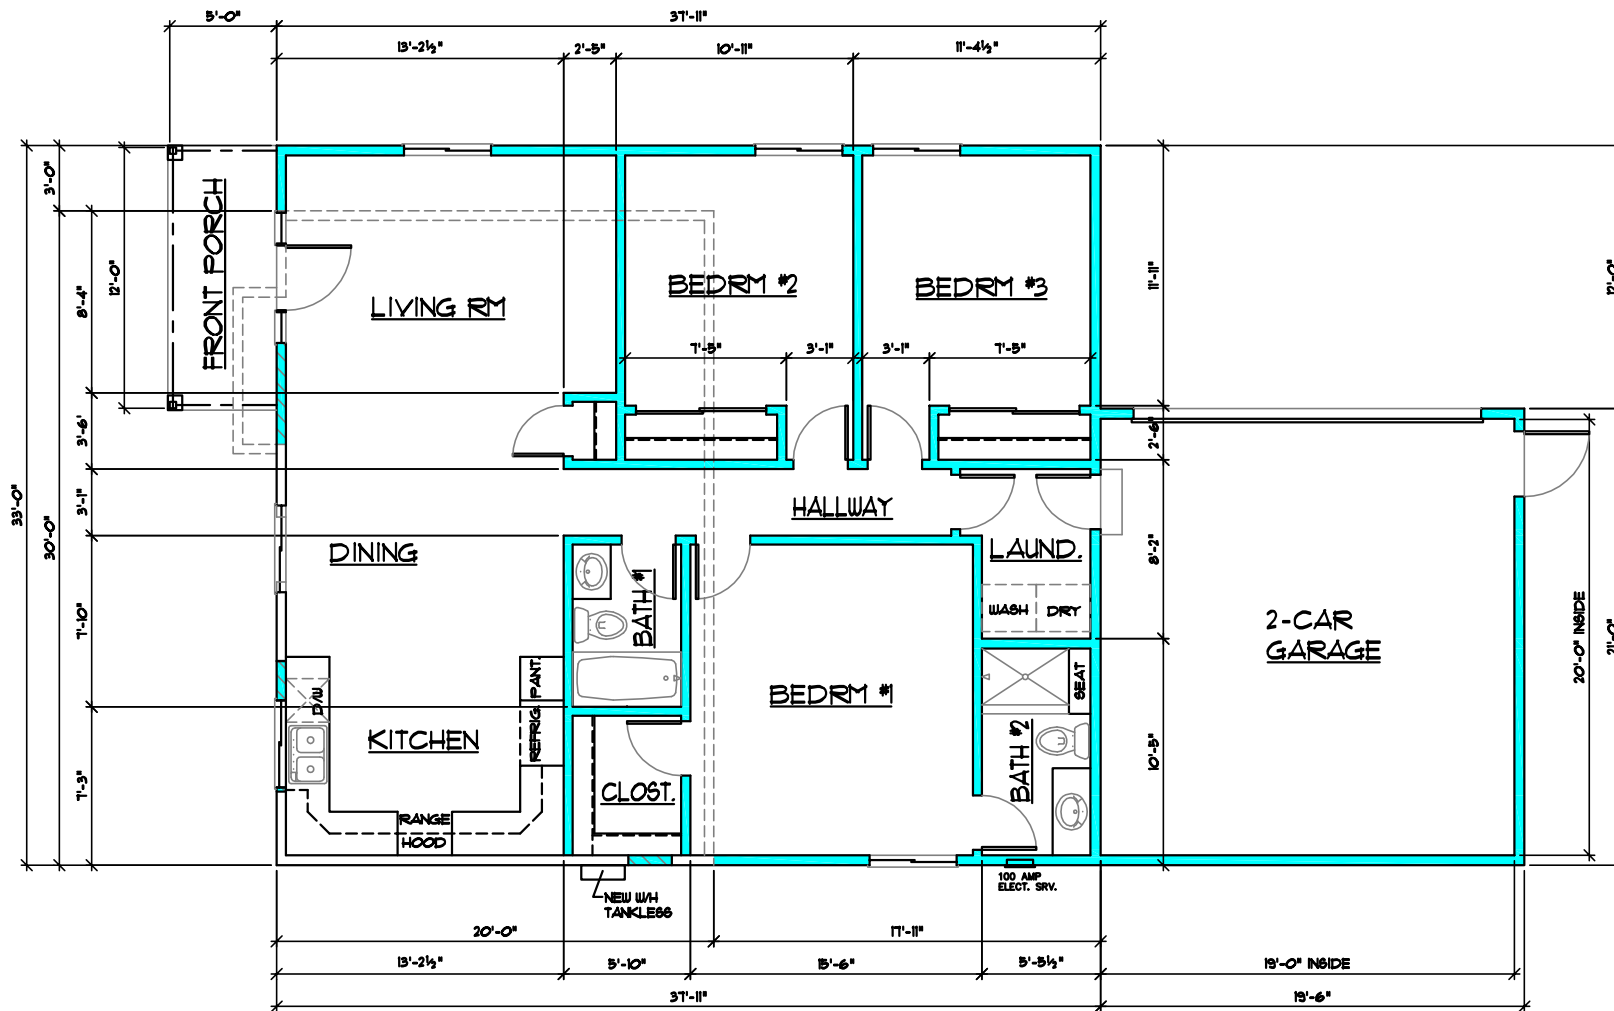 5'-0"
37'-11"
13'-2½"
2'-5"
10'-11"
11'-4½"
33'-0"
3'-0"
30'-0"
8'-4"
12'-0"
3'-6"
3'-1"
7'-10"
7'-3"
FRONT PORCH
LIVING RM
BEDRM #2
BEDRM #3
7'-5"
3'-1"
3'-1"
7'-5"
11'-11"
2'-6"
8'-2"
10'-5"
12'-0"
HALLWAY
DINING
LAUND.
BATH #1
WASH
DRY
2-CAR
GARAGE
20'-0" INSIDE
21'-0"
BEDRM #1
SEAT
BATH #2
D/W
PANT.
REFRIG.
KITCHEN
CLOST.
RANGE
HOOD
NEW W/H
TANKLESS
100 AMP
ELECT. SRV.
20'-0"
17'-11"
13'-2½"
5'-10"
15'-6"
5'-5½"
19'-0" INSIDE
37'-11"
19'-6"